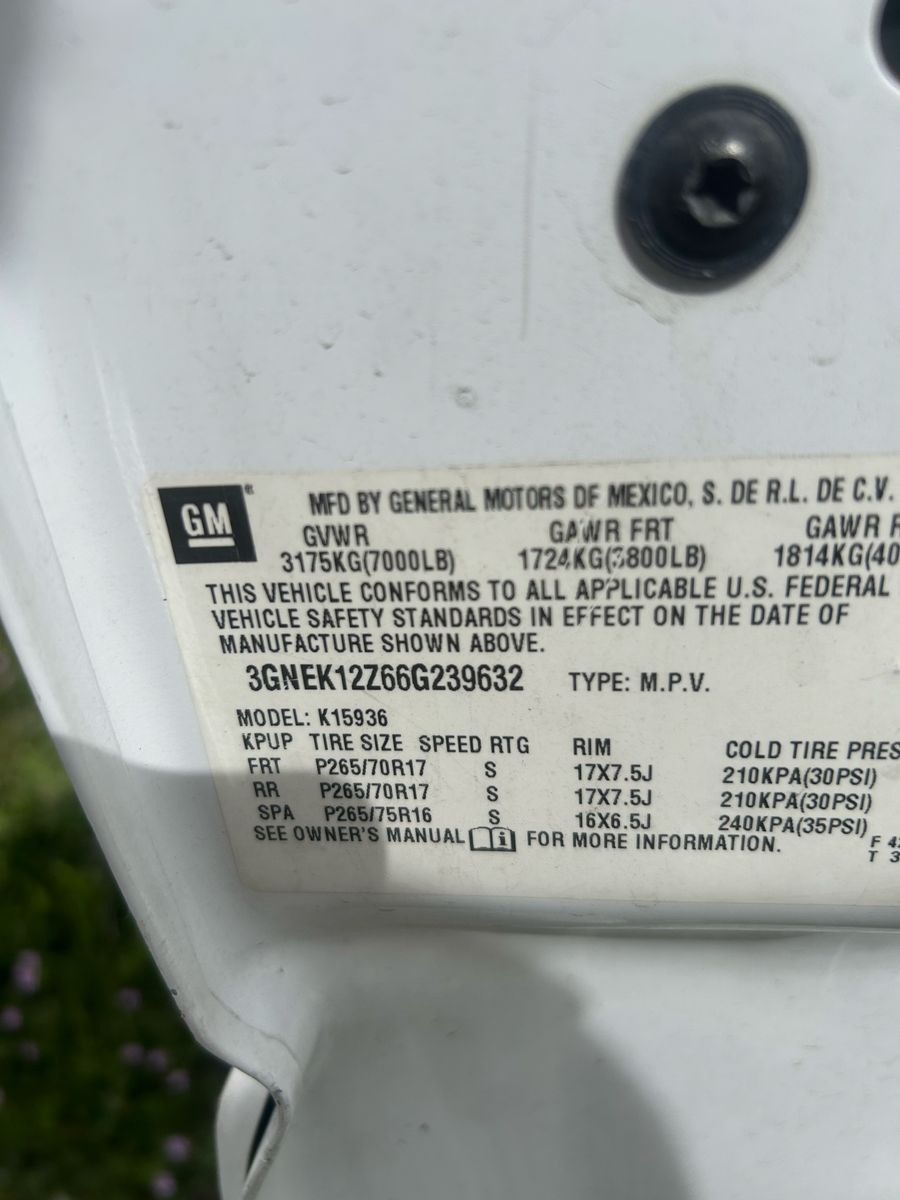 GM® MFD BY GENERAL MOTORS DF MEXICO, S. DE R.L. DE C.V.
GVWR GAWR FRT GAWR
3175KG(7000LB) 1724KG(3800LB) 1814KG(40
THIS VEHICLE CONFORMS TO ALL APPLICABLE U.S. FEDERAL
VEHICLE SAFETY STANDARDS IN EFFECT ON THE DATE OF
MANUFACTURE SHOWN ABOVE.
3GNEK12Z66G239632 TYPE: M.P.V.
MODEL: K15936
KPUP TIRE SIZE SPEED RTG RIM COLD TIRE PRES
FRT P265/70R17 S 17X7.5J 210KPA(30PSI)
RR P265/70R17 S 17X7.5J 210KPA(30PSI)
SPA P265/75R16 S 16X6.5J 240KPA(35PSI)
SEE OWNER'S MANUAL FOR MORE INFORMATION.
F 4
T 3